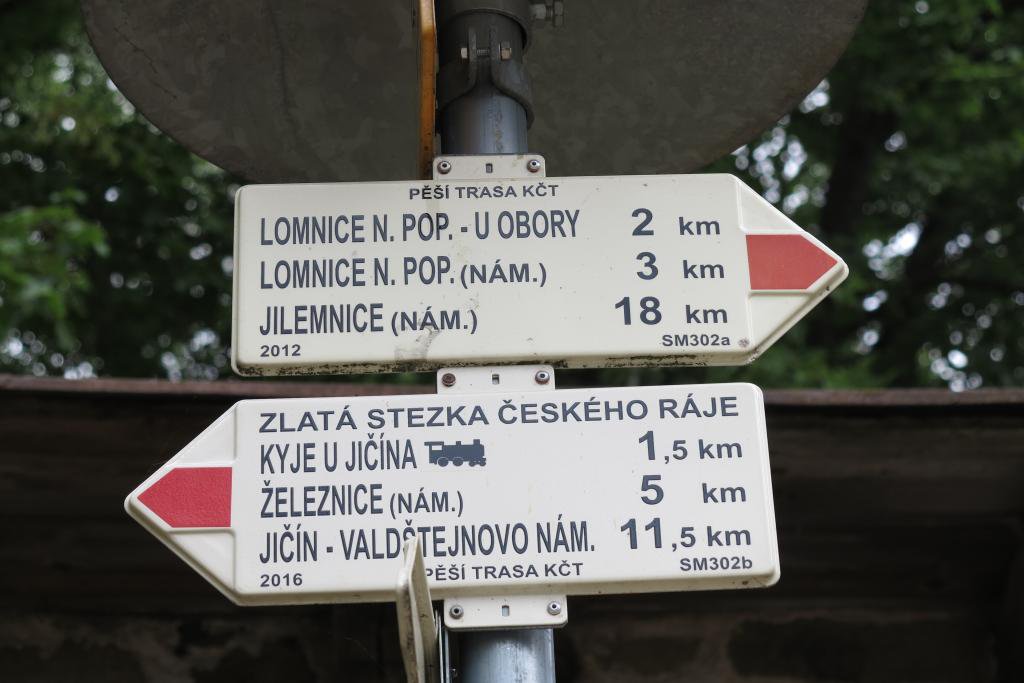 PĚŠÍ TRASA KČT
LOMNICE N. POP. - U OBORY 2 km
LOMNICE N. POP. (NÁM.) 3 km
JILEMNICE (NÁM.) 18 km
2012 SM302a
ZLATÁ STEZKA ČESKÉHO RÁJE
KYJE U JIČÍNA 1,5 km
ŽELEZNICE (NÁM.) 5 km
JIČÍN - VALDŠTEJNOVO NÁM. 11,5 km
2016 PĚŠÍ TRASA KČT SM302b